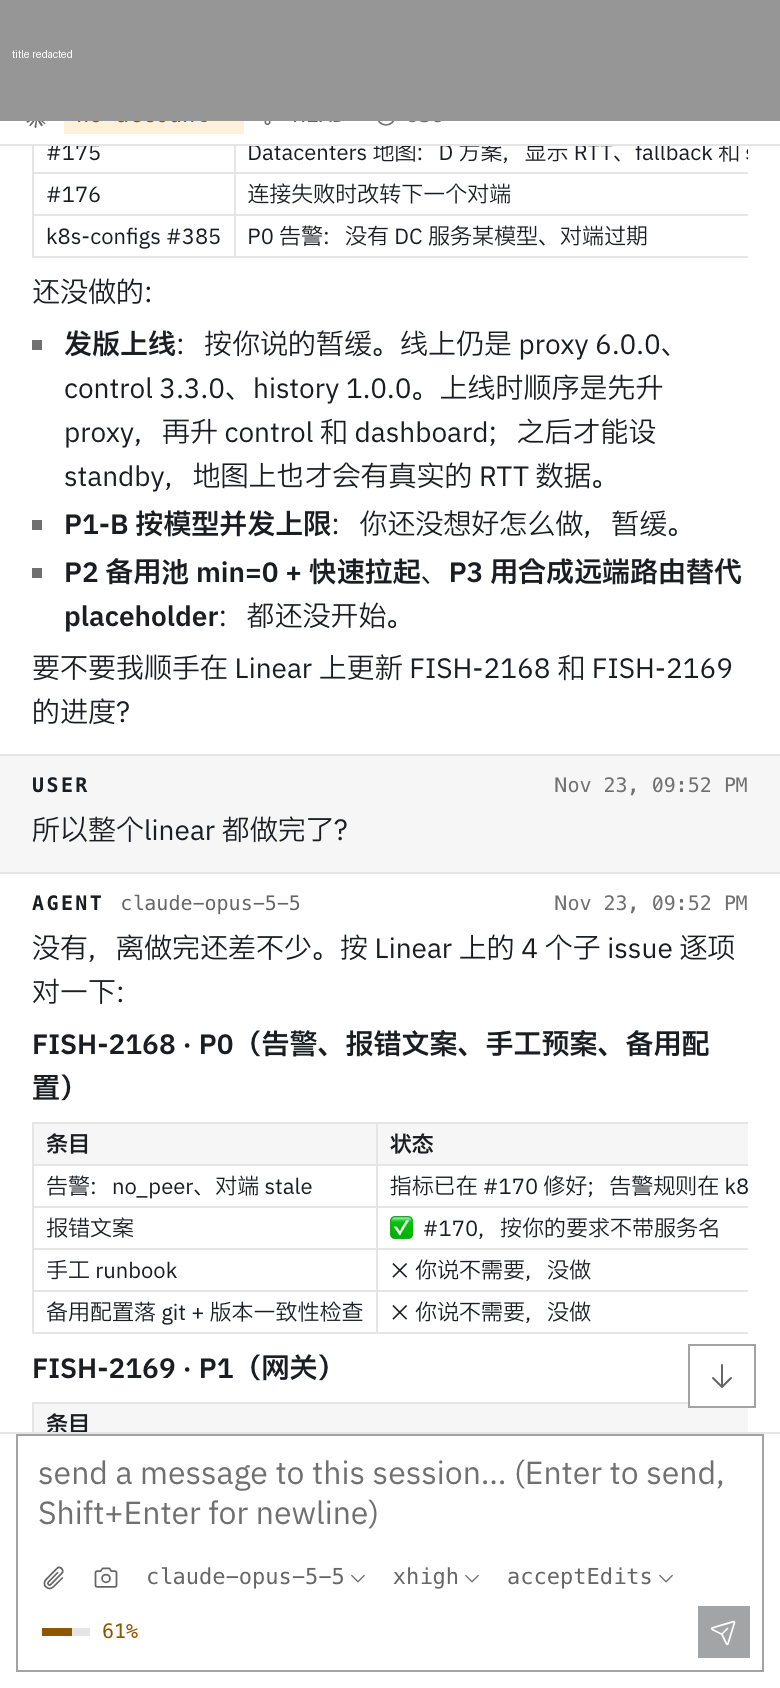 title redacted
#175
Datacenters 地图：D 方案，显示 RTT、fallback 和
#176
连接失败时改转下一个对端
k8s-configs #385
P0 告警：没有 DC 服务某模型、对端过期
还没做的：
发版上线：按你说的暂缓。线上仍是 proxy 6.0.0、
control 3.3.0、history 1.0.0。上线时顺序是先升
proxy，再升 control 和 dashboard；之后才能设
standby，地图上也才会有真实的 RTT 数据。
P1-B 按模型并发上限：你还没想好怎么做，暂缓。
P2 备用池 min=0 + 快速拉起、P3 用合成远端路由替代
placeholder：都还没开始。
要不要我顺手在 Linear 上更新 FISH-2168 和 FISH-2169
的进度？
USER
Nov 23, 09:52 PM
所以整个linear 都做完了？
AGENT claude-opus-5-5
Nov 23, 09:52 PM
没有，离做完还差不少。按 Linear 上的 4 个子 issue 逐项
对一下：
FISH-2168 · P0（告警、报错文案、手工预案、备用配
置）
条目
状态
告警：no_peer、对端 stale
指标已在 #170 修好；告警规则在 k8
报错文案
✅ #170，按你的要求不带服务名
手工 runbook
✕ 你说不需要，没做
备用配置落 git + 版本一致性检查
✕ 你说不需要，没做
FISH-2169 · P1（网关）
条目
send a message to this session... (Enter to send,
Shift+Enter for newline)
claude-opus-5-5
xhigh
acceptEdits
61%